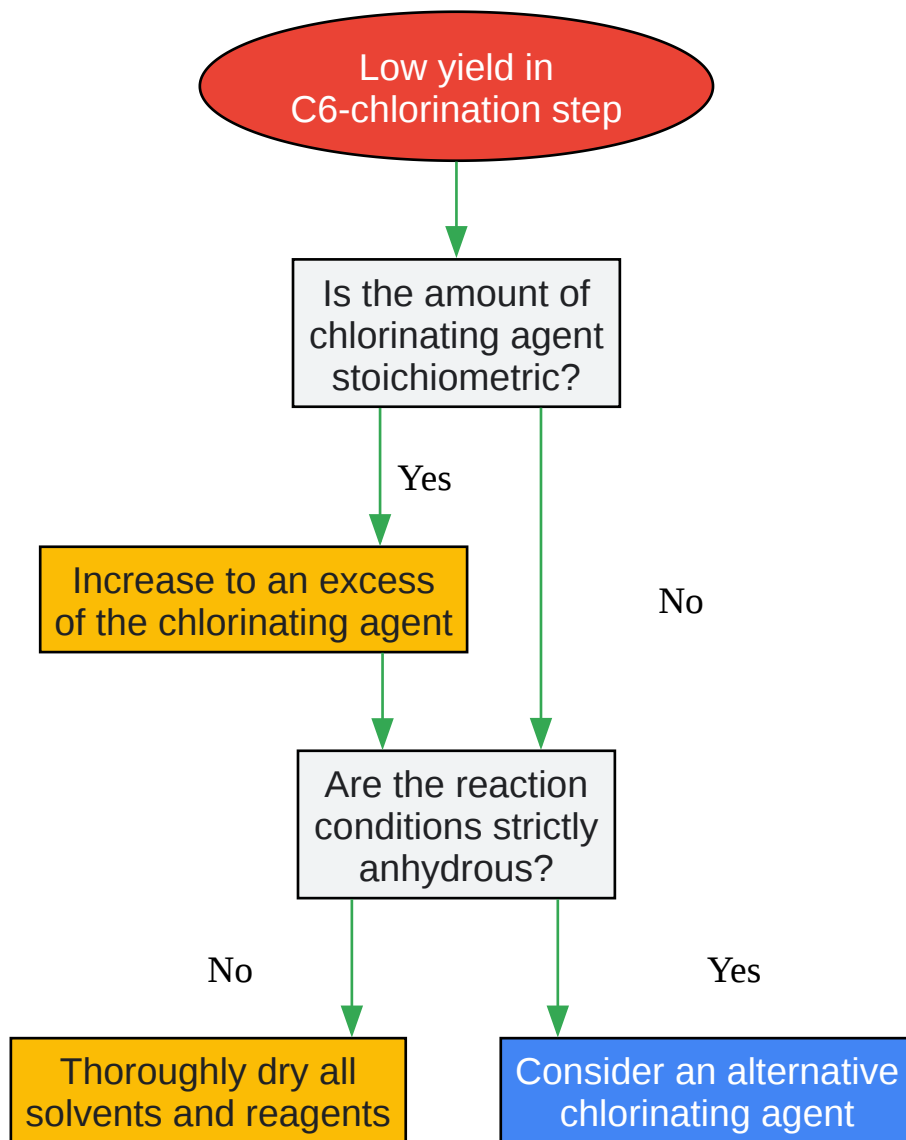 Low yield in
C6-chlorination step
Is the amount of
chlorinating agent
stoichiometric?
Yes
Increase to an excess
of the chlorinating agent
No
Are the reaction
conditions strictly
anhydrous?
No
Yes
Thoroughly dry all
solvents and reagents
Consider an alternative
chlorinating agent